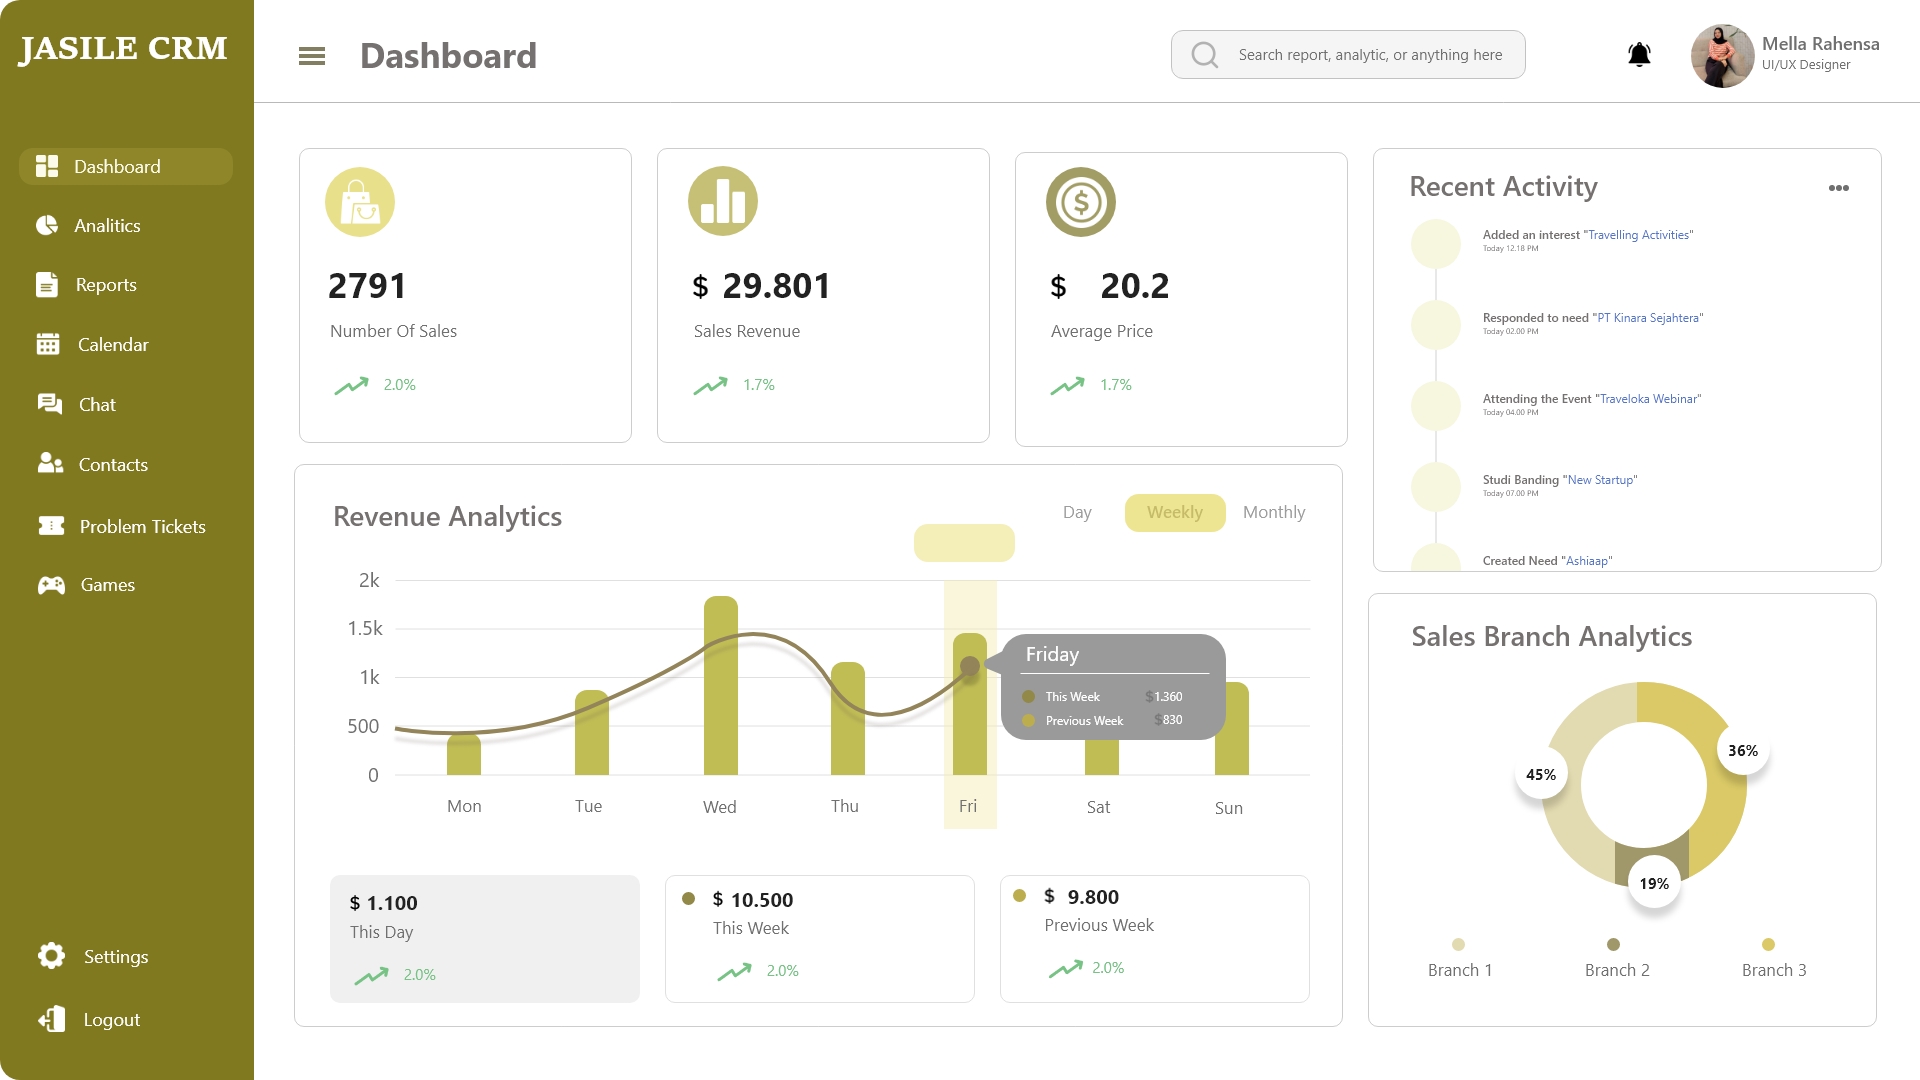 JASILE CRM
Dashboard
Search report, analytic, or anything here
Mella Rahensa
UI/UX Designer
Dashboard
Analitics
Reports
Calendar
Chat
Contacts
Problem Tickets
Games
Settings
Logout
2791
Number Of Sales
2.0%
$ 29.801
Sales Revenue
1.7%
$ 20.2
Average Price
1.7%
Recent Activity
Added an interest "Travelling Activities"
Today 12.18 PM
Responded to need "PT Kinara Sejahtera"
Today 02.00 PM
Attending the Event "Traveloka Webinar"
Today 04.00 PM
Studi Banding "New Startup"
Today 07.00 PM
Created Need "Ashiaap"
Revenue Analytics
Day Weekly Monthly
2k
1.5k
1k
500
0
Mon Tue Wed Thu Fri Sat Sun
Friday
This Week $1.360
Previous Week $830
$ 1.100
This Day
2.0%
$ 10.500
This Week
2.0%
$ 9.800
Previous Week
2.0%
Sales Branch Analytics
36%
45%
19%
Branch 1 Branch 2 Branch 3